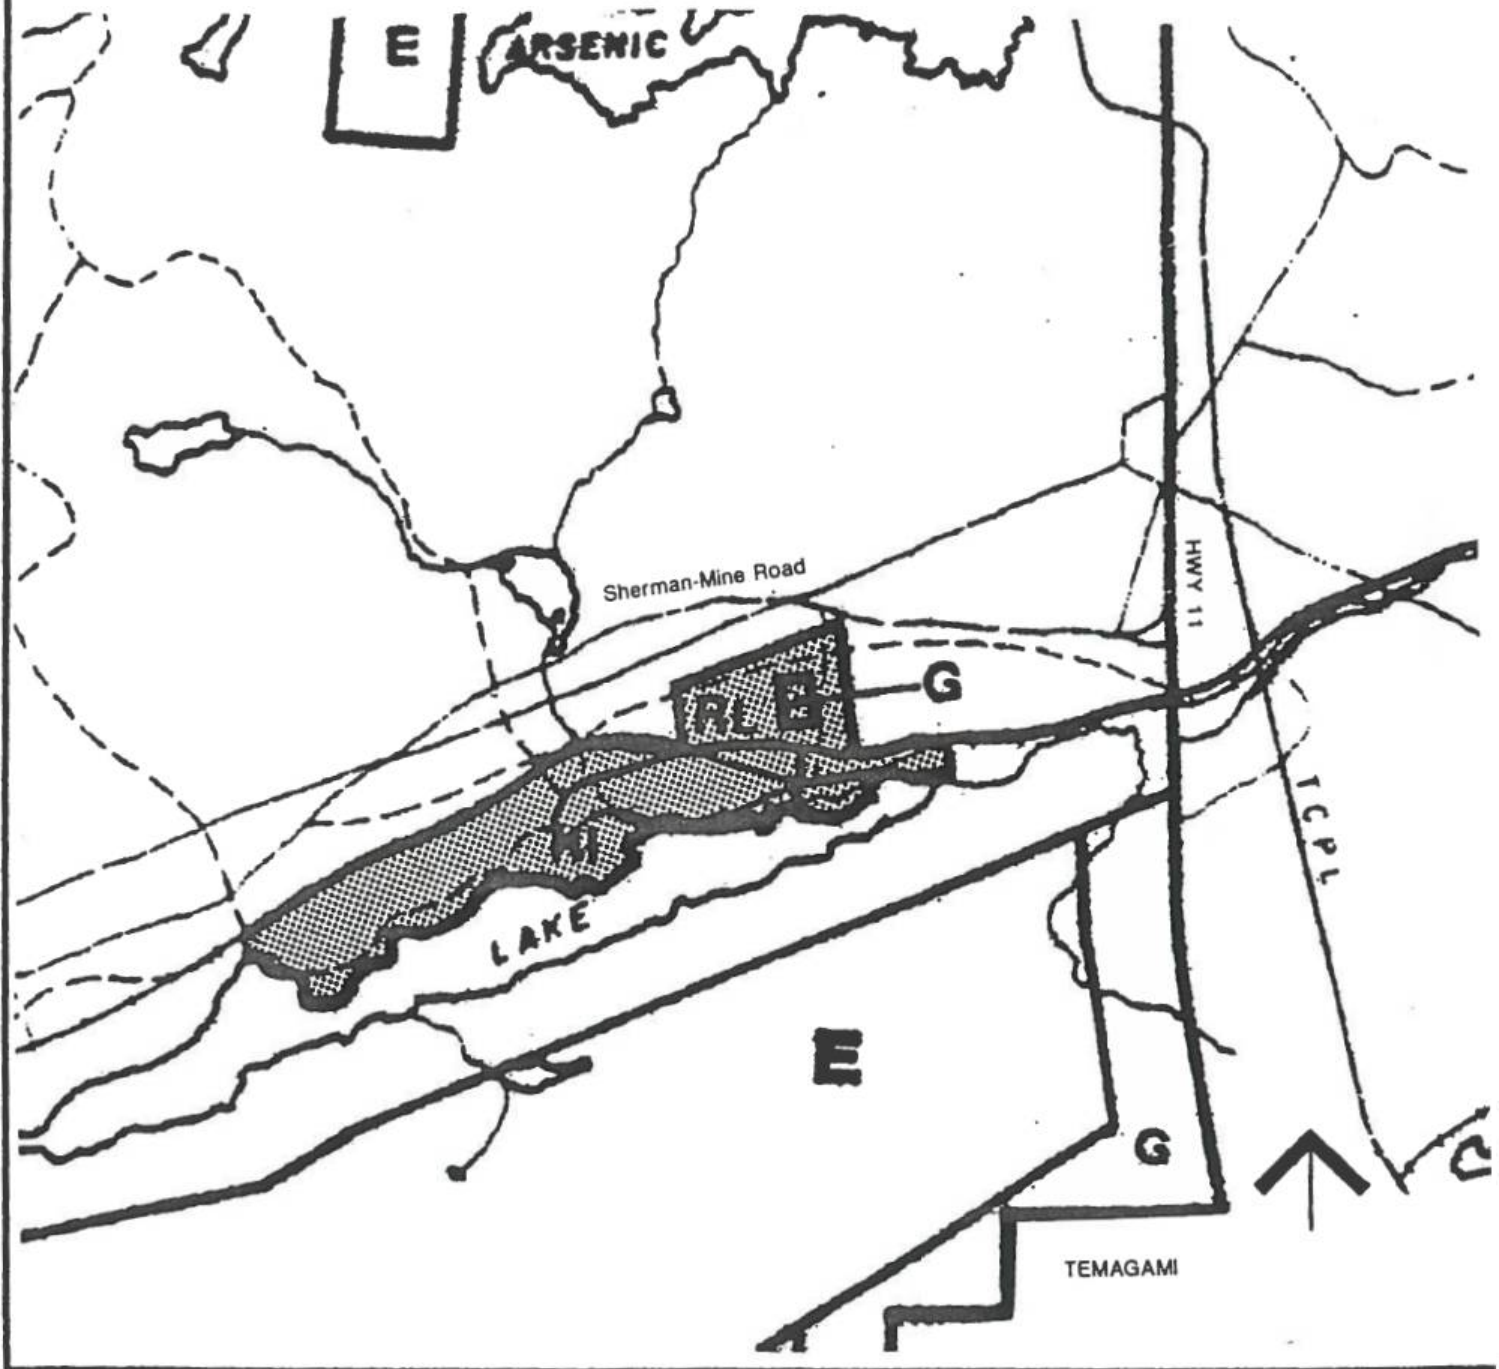 E
ARSENIC
Sherman-Mine Road
HWY 11
G
RL E
TCPL
LAKE
E
G
TEMAGAMI